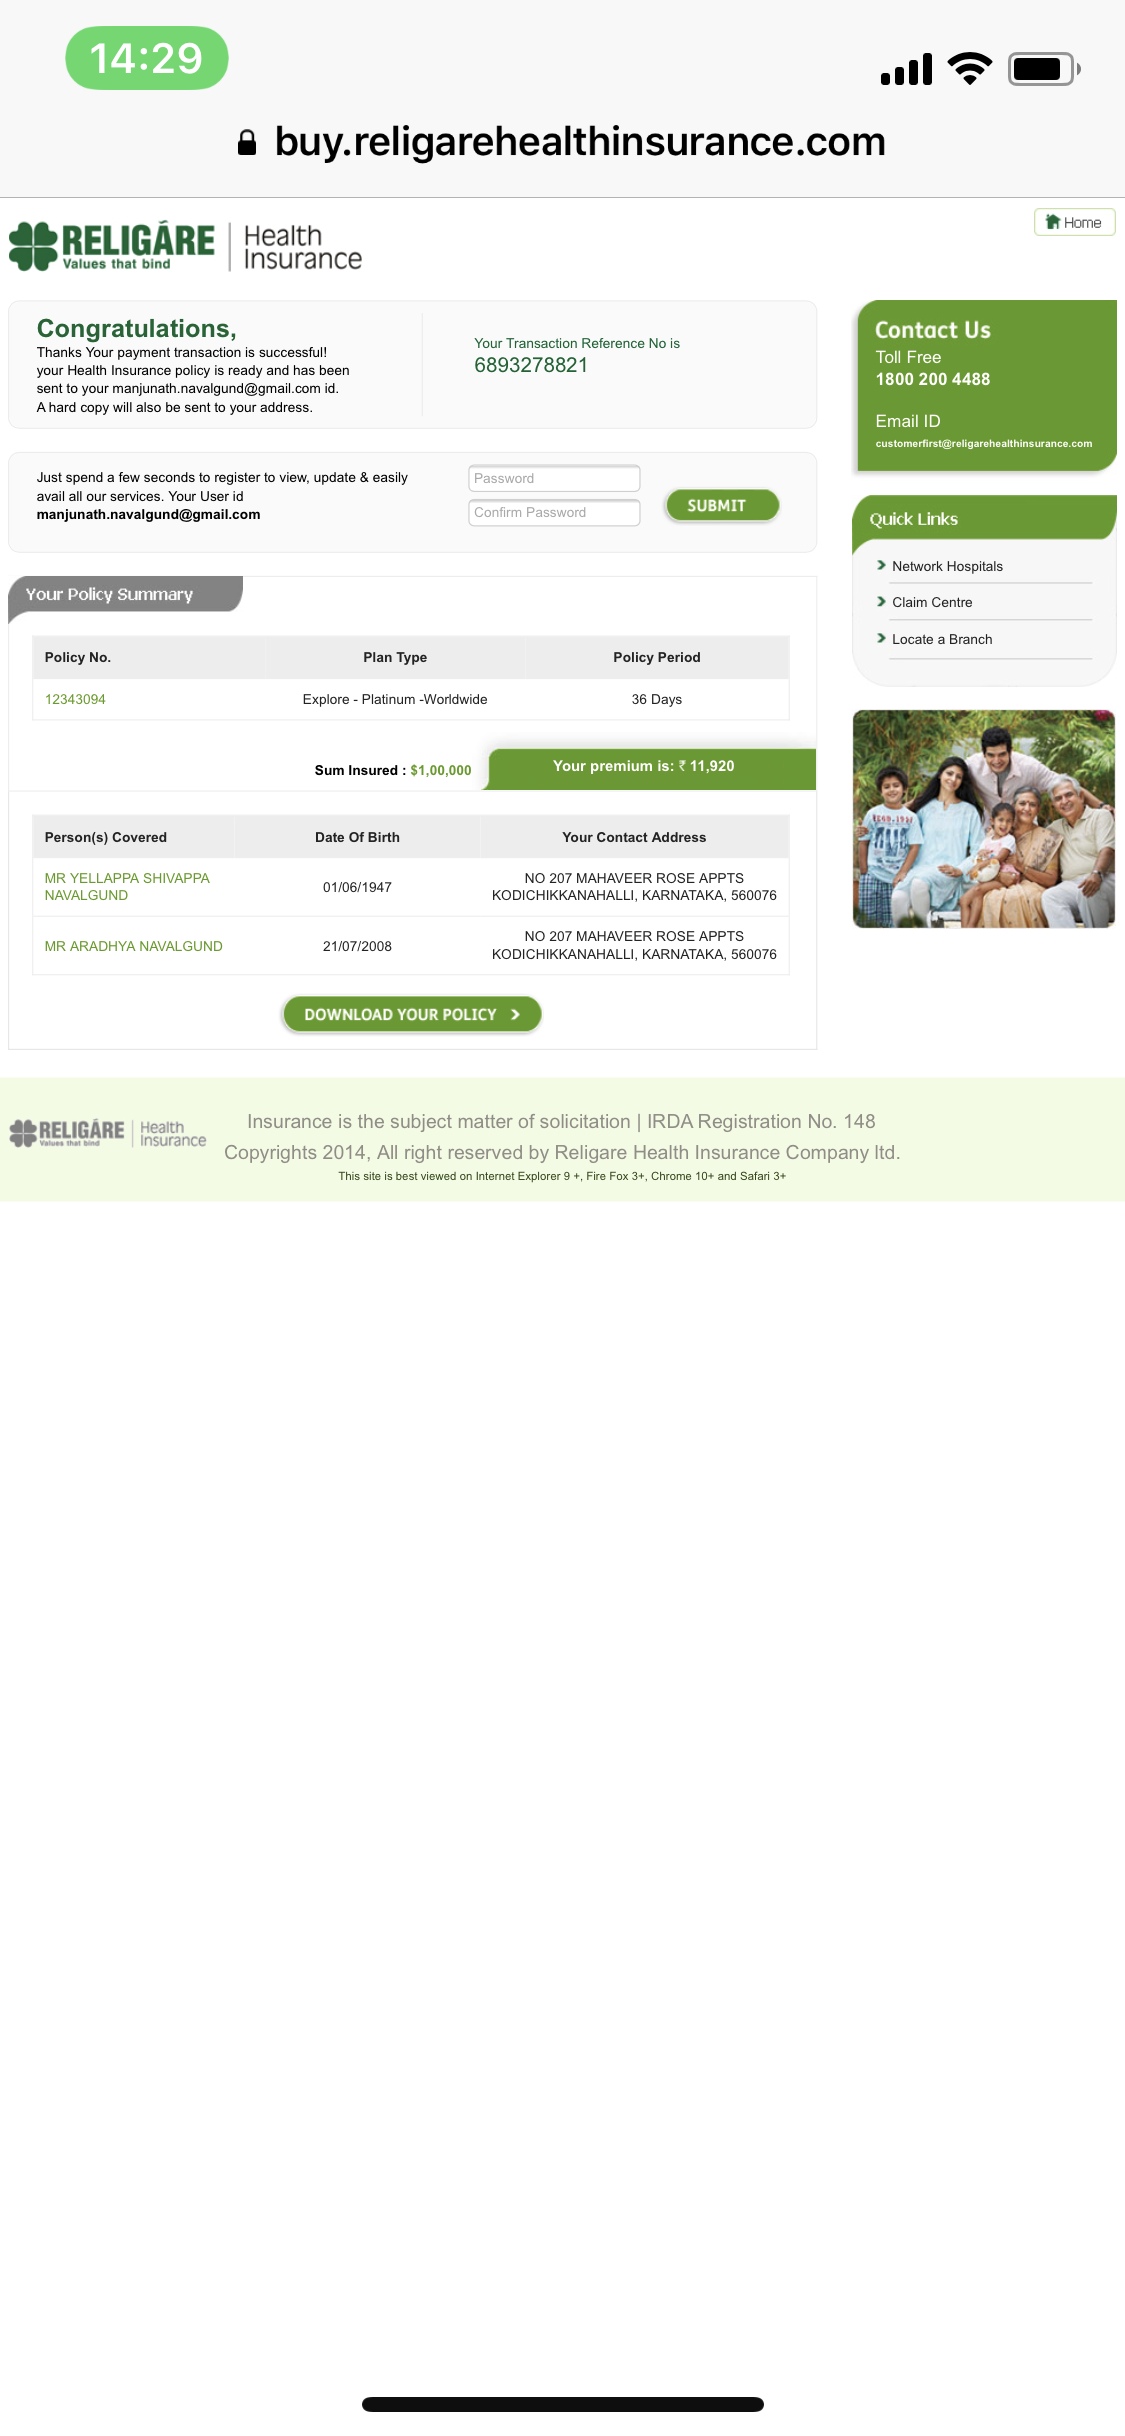 14:29
buy.religarehealthinsurance.com
RELIGÁRE
Values that bind
Health
Insurance
Home
Congratulations,
Thanks Your payment transaction is successful!
your Health Insurance policy is ready and has been
sent to your manjunath.navalgund@gmail.com id.
A hard copy will also be sent to your address.
Your Transaction Reference No is
6893278821
Contact Us
Toll Free
1800 200 4488
Email ID
customerfirst@religarehealthinsurance.com
Just spend a few seconds to register to view, update & easily
avail all our services. Your User id
manjunath.navalgund@gmail.com
Password
Confirm Password
SUBMIT
Quick Links
Network Hospitals
Claim Centre
Locate a Branch
Your Policy Summary
Policy No. Plan Type Policy Period
12343094 Explore - Platinum -Worldwide 36 Days
Sum Insured : $1,00,000 Your premium is: ₹ 11,920
Person(s) Covered Date Of Birth Your Contact Address
MR YELLAPPA SHIVAPPA
NAVALGUND
01/06/1947
NO 207 MAHAVEER ROSE APPTS
KODICHIKKANAHALLI, KARNATAKA, 560076
MR ARADHYA NAVALGUND
21/07/2008
NO 207 MAHAVEER ROSE APPTS
KODICHIKKANAHALLI, KARNATAKA, 560076
DOWNLOAD YOUR POLICY
RELIGÁRE
Values that bind
Health
Insurance
Insurance is the subject matter of solicitation | IRDA Registration No. 148
Copyrights 2014, All right reserved by Religare Health Insurance Company ltd.
This site is best viewed on Internet Explorer 9 +, Fire Fox 3+, Chrome 10+ and Safari 3+